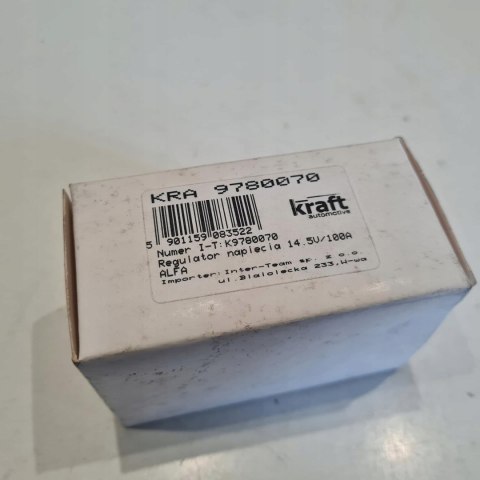 KRA 9780070
kraft
automotive
5 901159 083522
Numer I-T:K9780070
Regulator napiecia 14.5V/100A
ALFA
Importer:Inter-Team sp. z o.o.
ul.Bialolecka 233,W-wa